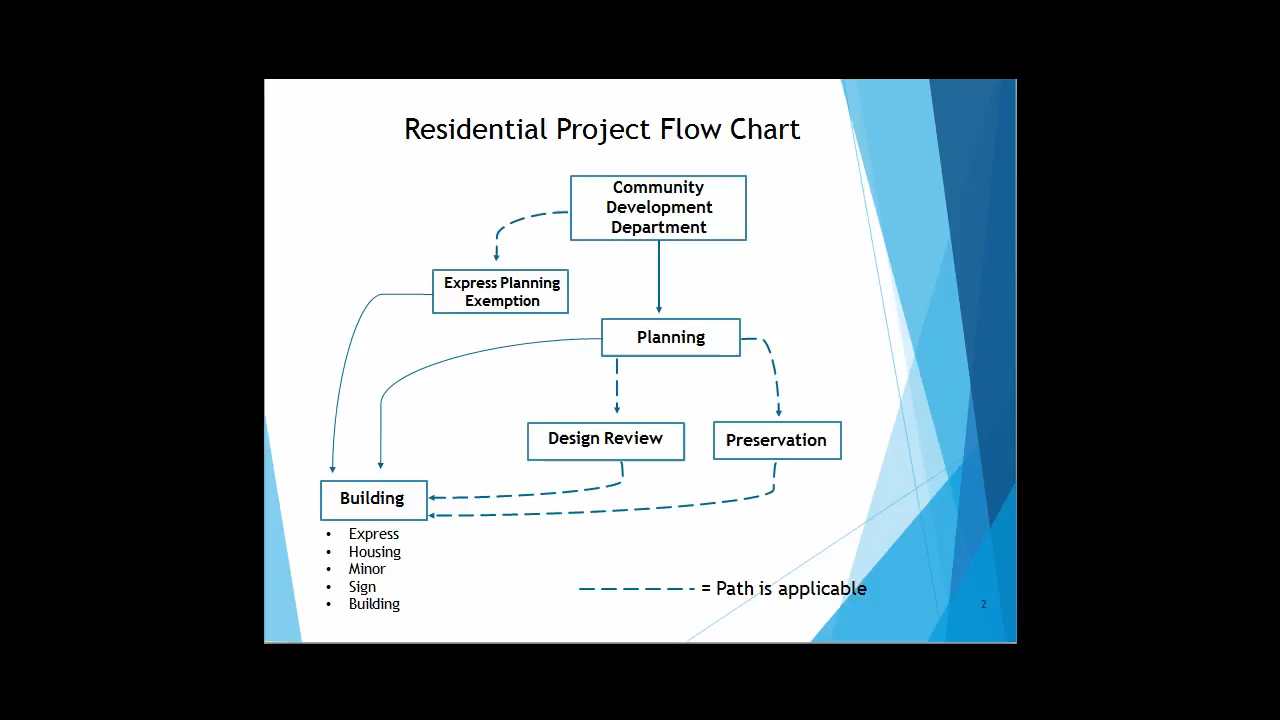 Residential Project Flow Chart
Community
Development
Department
Express Planning
Exemption
Planning
Design Review
Preservation
Building
• Express
• Housing
• Minor
• Sign
• Building
= Path is applicable
2